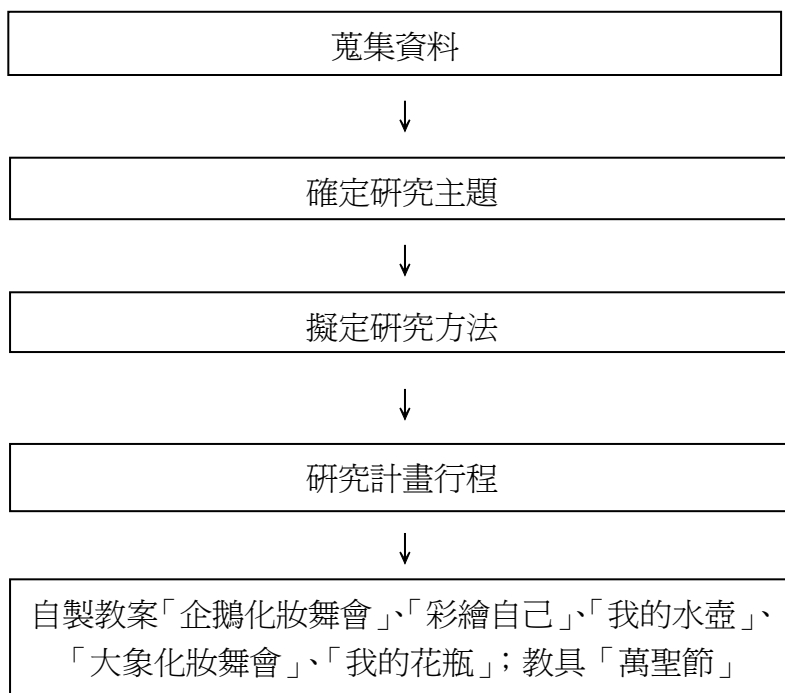 蒐集資料
確定研究主題
擬定研究方法
研究計畫行程
自製教案「企鵝化妝舞會」、「彩繪自己」、「我的水壺」、
「大象化妝舞會」、「我的花瓶」；教具「萬聖節」